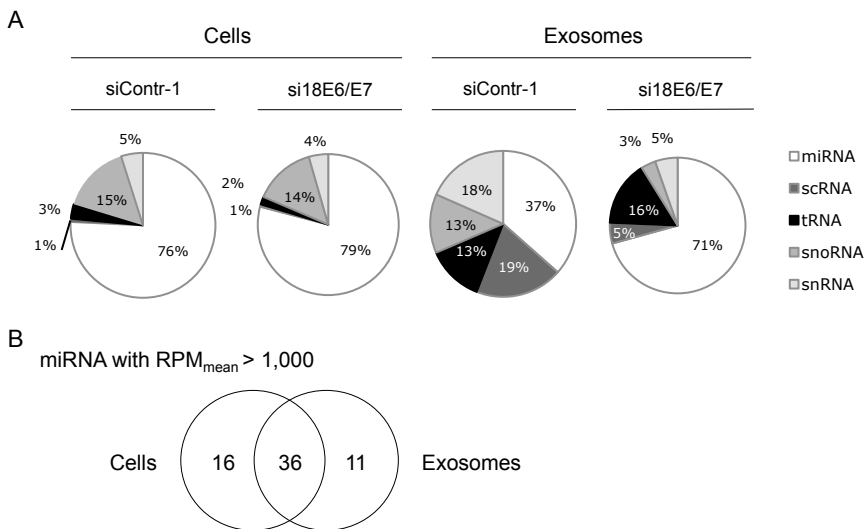 A
Cells
Exosomes
siContr-1
si18E6/E7
siContr-1
si18E6/E7
5%
15%
3%
1%
76%
4%
14%
2%
1%
79%
18%
37%
13%
13%
19%
3%
5%
16%
5%
71%
miRNA
scRNA
tRNA
snoRNA
snRNA
B
miRNA with RPMmean > 1,000
Cells
16
36
11
Exosomes